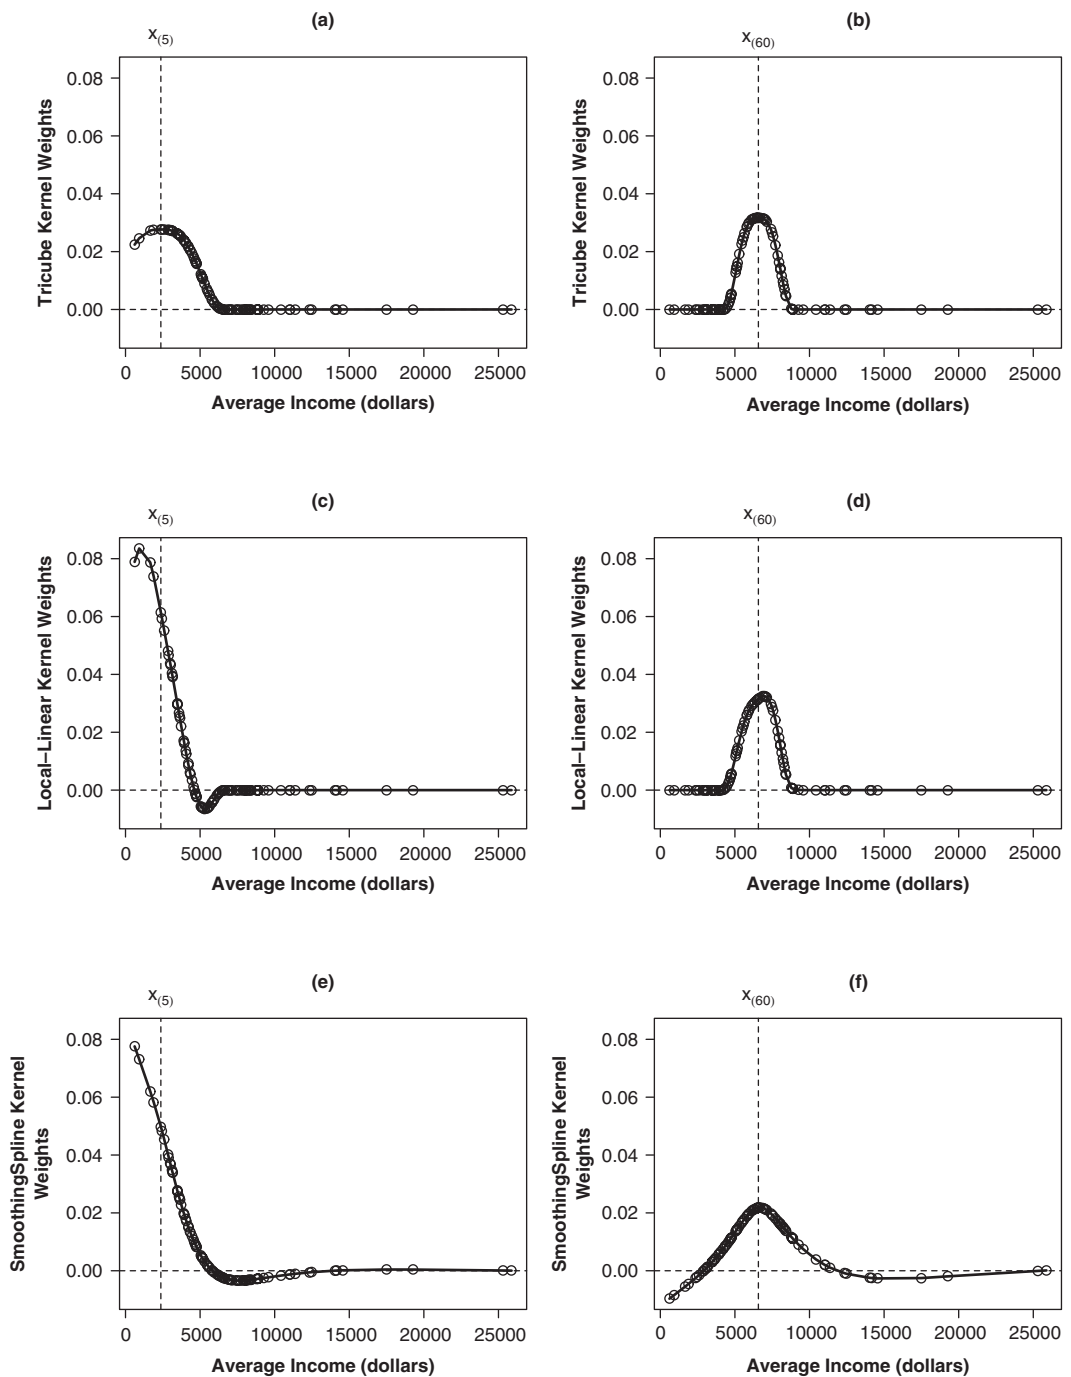 (a)
x(5)
Tricube Kernel Weights
0.08
0.06
0.04
0.02
0.00
0 5000 10000 15000 20000 25000
Average Income (dollars)
(b)
x(60)
Tricube Kernel Weights
0.08
0.06
0.04
0.02
0.00
0 5000 10000 15000 20000 25000
Average Income (dollars)
(c)
x(5)
Local–Linear Kernel Weights
0.08
0.06
0.04
0.02
0.00
0 5000 10000 15000 20000 25000
Average Income (dollars)
(d)
x(60)
Local–Linear Kernel Weights
0.08
0.06
0.04
0.02
0.00
0 5000 10000 15000 20000 25000
Average Income (dollars)
(e)
x(5)
SmoothingSpline Kernel
Weights
0.08
0.06
0.04
0.02
0.00
0 5000 10000 15000 20000 25000
Average Income (dollars)
(f)
x(60)
SmoothingSpline Kernel
Weights
0.08
0.06
0.04
0.02
0.00
0 5000 10000 15000 20000 25000
Average Income (dollars)